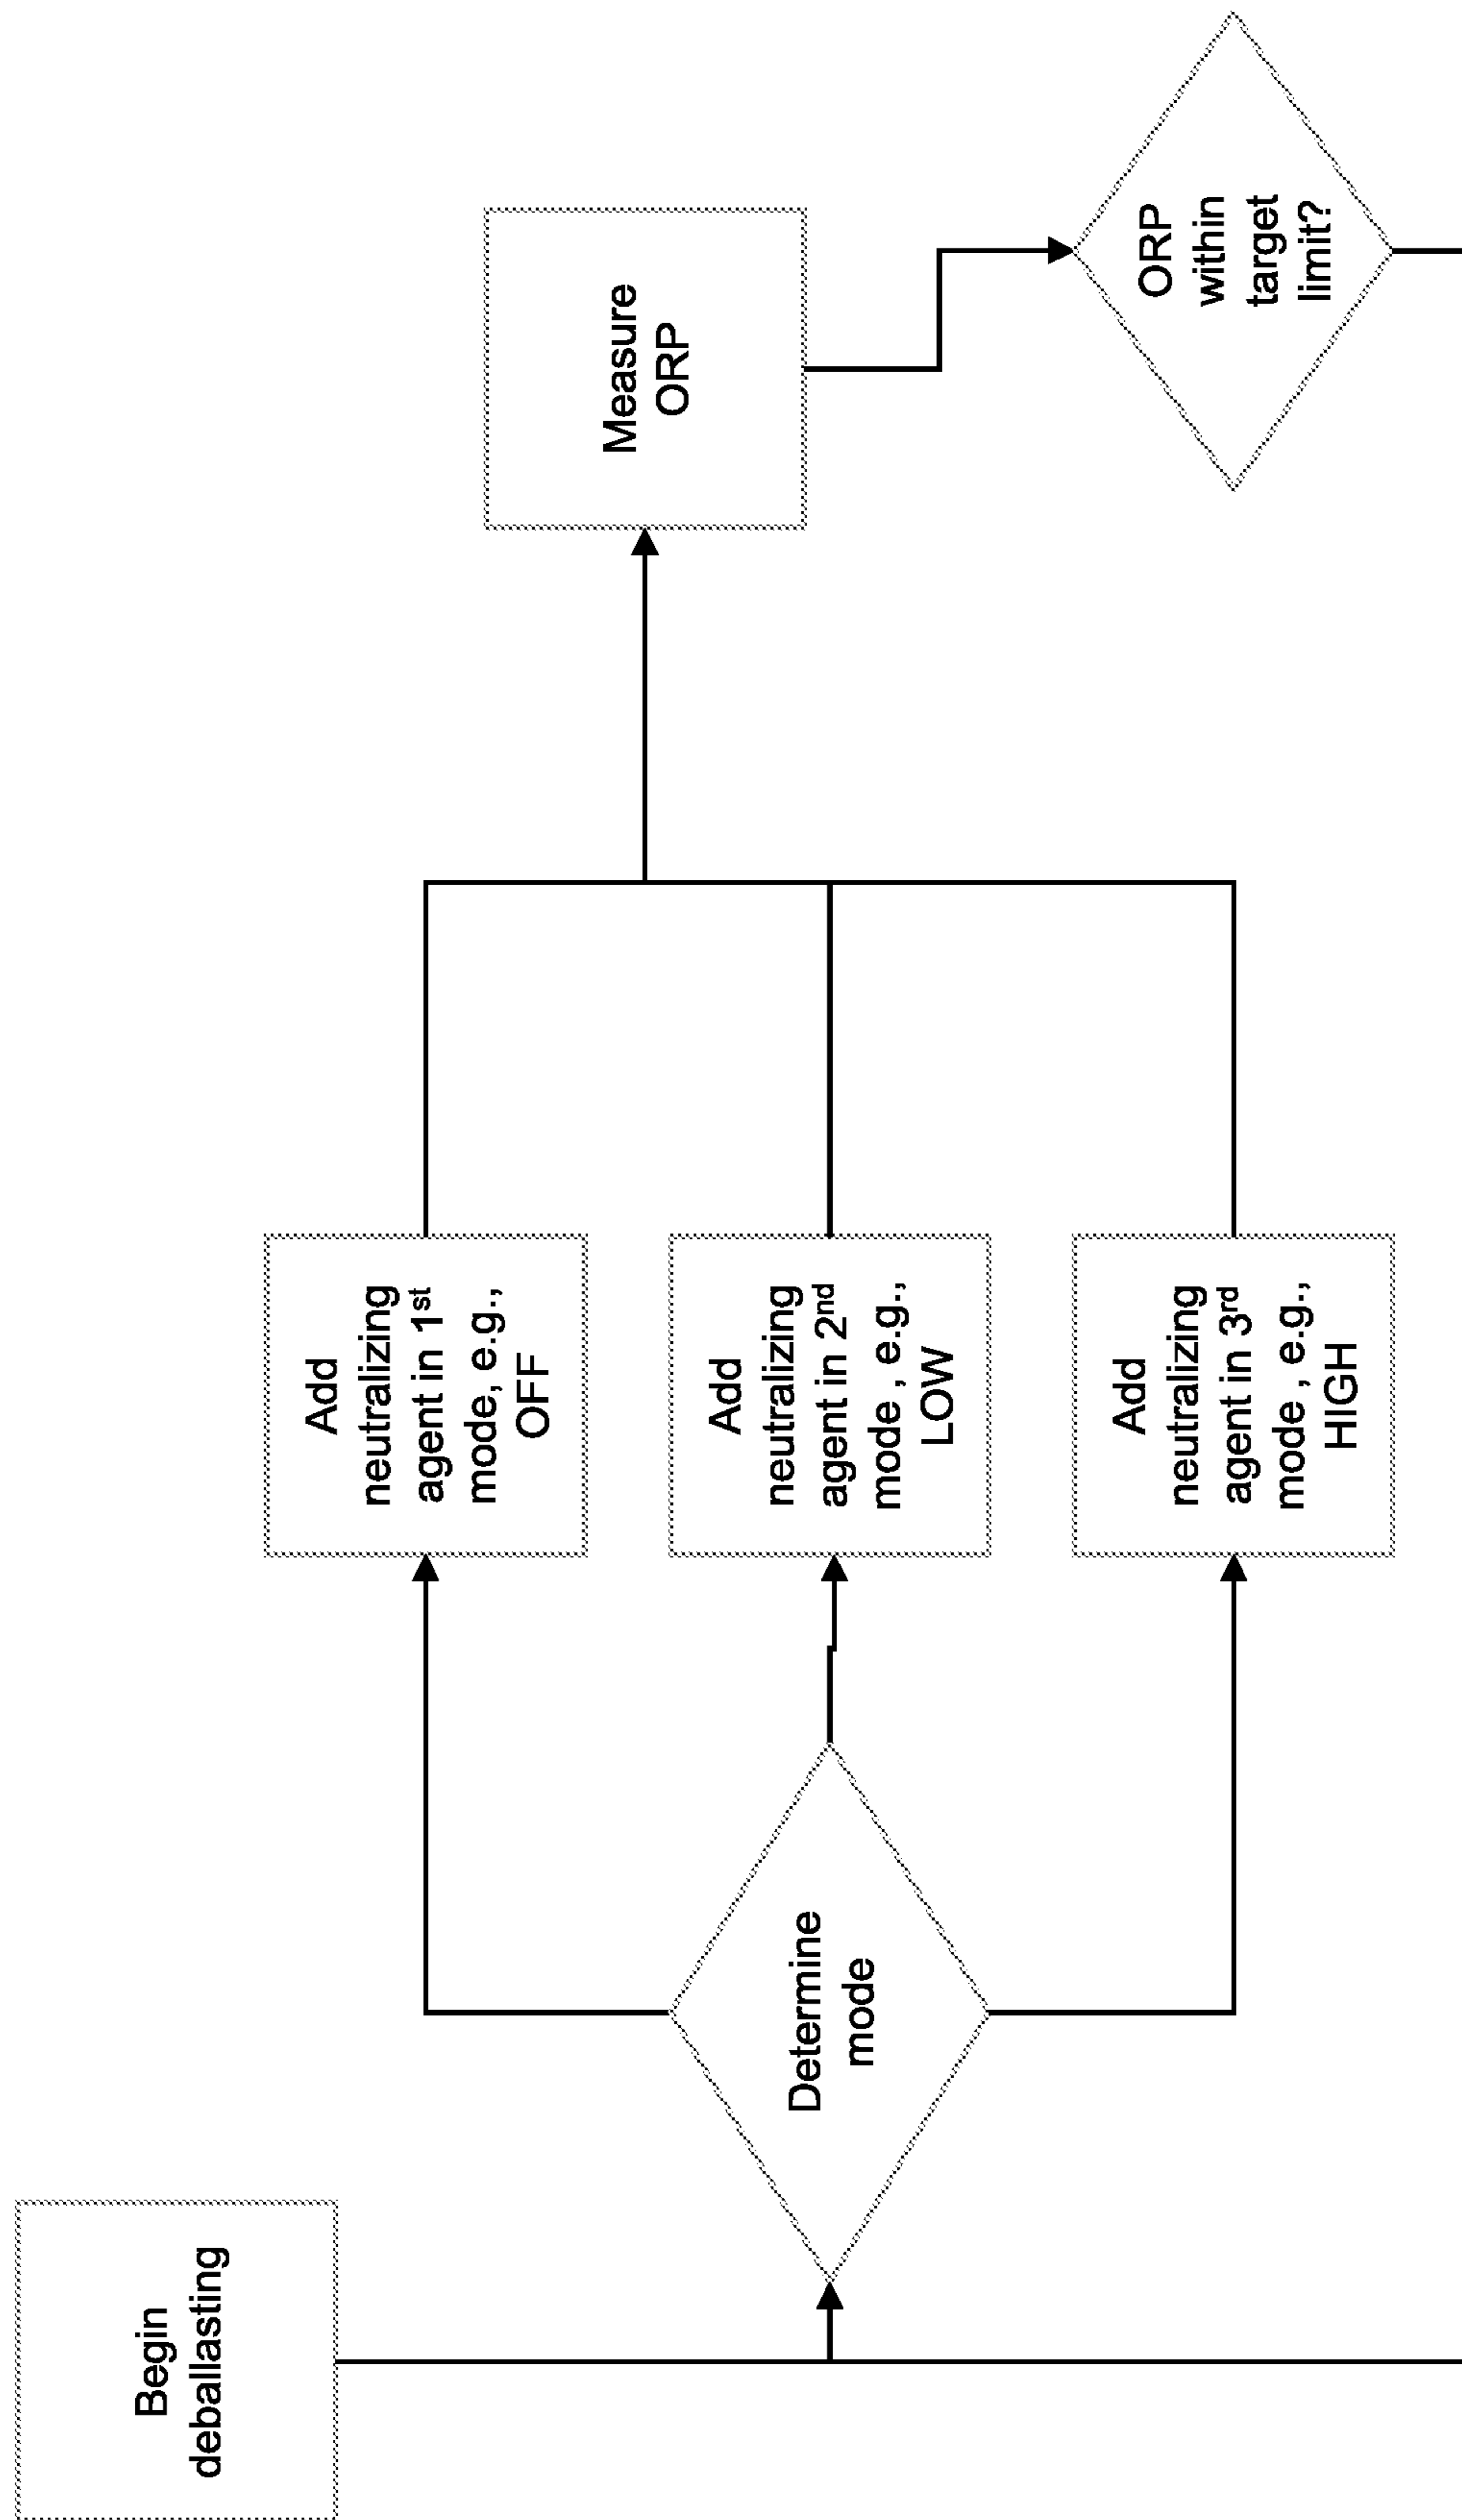 Begin
deballasting
Determine
mode
Add
neutralizing
agent in 1st
mode, e.g.,
OFF
Add
neutralizing
agent in 2nd
mode , e.g.,
LOW
Add
neutralizing
agent in 3rd
mode , e.g.,
HIGH
Measure
ORP
ORP
within
target
limit?